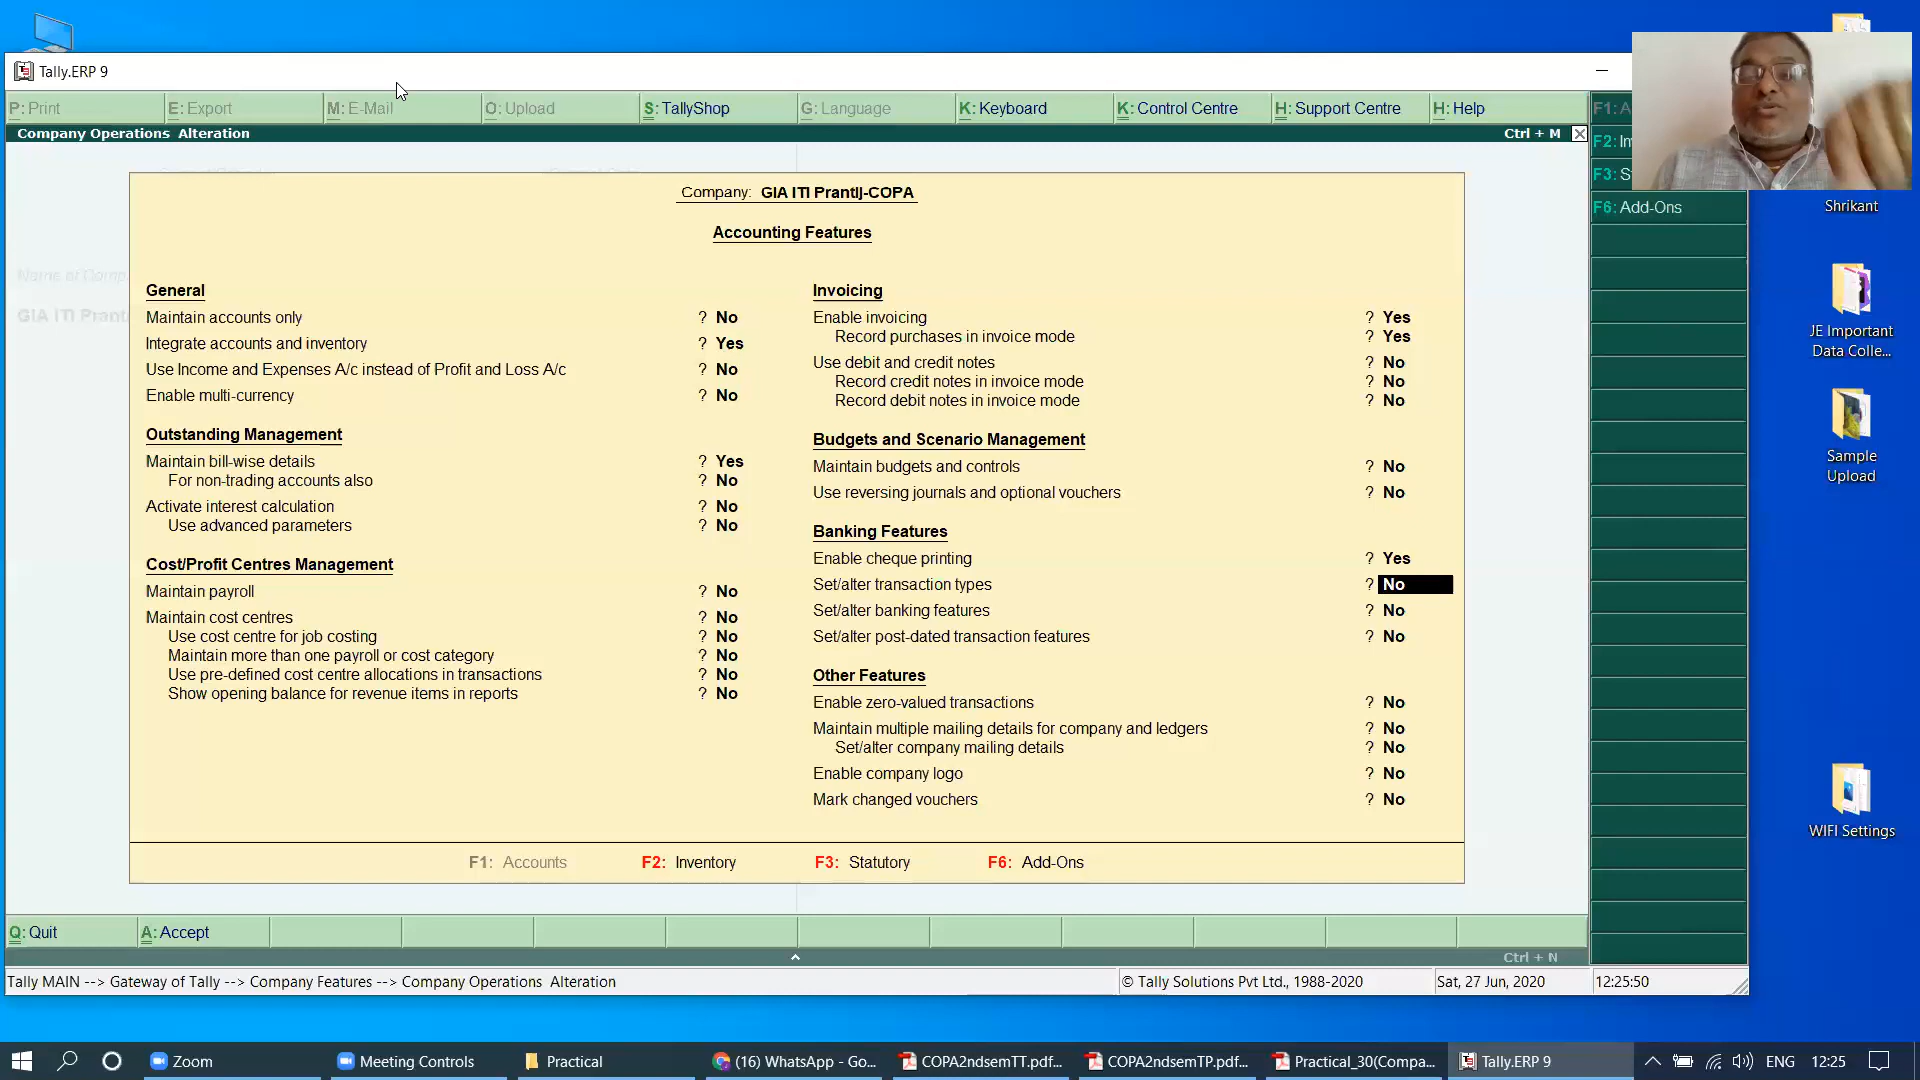 Tally.ERP 9
P: Print
E: Export
M: E-Mail
O: Upload
S: TallyShop
G: Language
K: Keyboard
K: Control Centre
H: Support Centre
H: Help
Company Operations Alteration
Ctrl + M
Company: GIA ITI Prantij-COPA
Accounting Features
General
Maintain accounts only ? No
Integrate accounts and inventory ? Yes
Use Income and Expenses A/c instead of Profit and Loss A/c ? No
Enable multi-currency ? No
Outstanding Management
Maintain bill-wise details ? Yes
For non-trading accounts also ? No
Activate interest calculation ? No
Use advanced parameters ? No
Cost/Profit Centres Management
Maintain payroll ? No
Maintain cost centres ? No
Use cost centre for job costing ? No
Maintain more than one payroll or cost category ? No
Use pre-defined cost centre allocations in transactions ? No
Show opening balance for revenue items in reports ? No
Invoicing
Enable invoicing ? Yes
Record purchases in invoice mode ? Yes
Use debit and credit notes ? No
Record credit notes in invoice mode ? No
Record debit notes in invoice mode ? No
Budgets and Scenario Management
Maintain budgets and controls ? No
Use reversing journals and optional vouchers ? No
Banking Features
Enable cheque printing ? Yes
Set/alter transaction types ? No
Set/alter banking features ? No
Set/alter post-dated transaction features ? No
Other Features
Enable zero-valued transactions ? No
Maintain multiple mailing details for company and ledgers ? No
Set/alter company mailing details ? No
Enable company logo ? No
Mark changed vouchers ? No
F1: Accounts
F2: Inventory
F3: Statutory
F6: Add-Ons
Name of Comp
GIA ITI Pranti
F1: A
F2: In
F3: S
F6: Add-Ons
Q: Quit
A: Accept
Ctrl + N
Tally MAIN --> Gateway of Tally --> Company Features --> Company Operations Alteration
© Tally Solutions Pvt Ltd., 1988-2020
Sat, 27 Jun, 2020
12:25:50
Shrikant
JE Important
Data Colle...
Sample
Upload
WIFI Settings
Zoom
Meeting Controls
Practical
(16) WhatsApp - Go...
COPA2ndsemTT.pdf...
COPA2ndsemTP.pdf...
Practical_30(Compa...
Tally.ERP 9
ENG
12:25